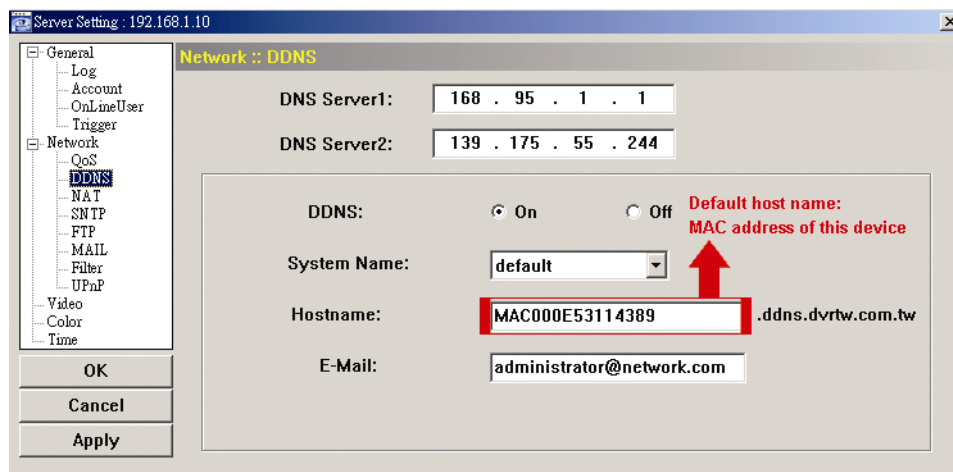 Server Setting : 192.168.1.10
General
Log
Account
OnLineUser
Trigger
Network
QoS
DDNS
NAT
SNTP
FTP
MAIL
Filter
UPnP
Video
Color
Time
OK
Cancel
Apply
Network :: DDNS
DNS Server1: 168 . 95 . 1 . 1
DNS Server2: 139 . 175 . 55 . 244
DDNS: On Off
Default host name:
MAC address of this device
System Name: default
Hostname: MAC000E53114389 .ddns.dvrtw.com.tw
E-Mail: administrator@network.com